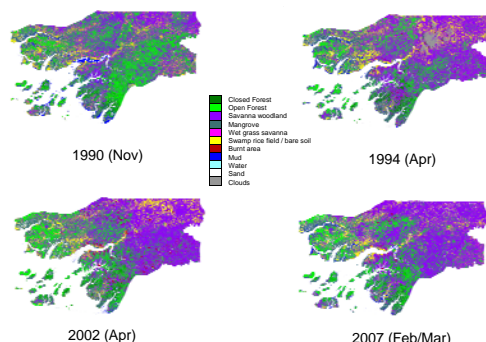 Closed Forest
Open Forest
Savanna woodland
Mangrove
Wet grass savanna
Swamp rice field / bare soil
Burnt area
Mud
Water
Sand
Clouds
1990 (Nov)
1994 (Apr)
2002 (Apr)
2007 (Feb/Mar)